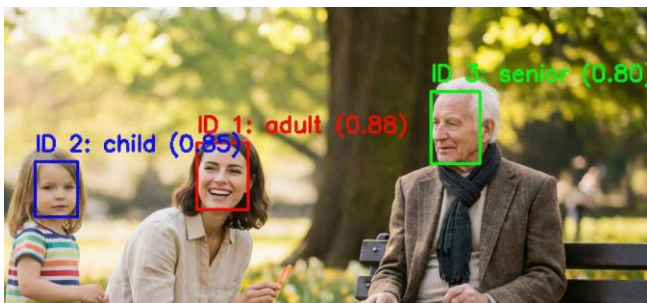 ID 3: senior (0.80)
ID 1: adult (0.88)
ID 2: child (0.85)